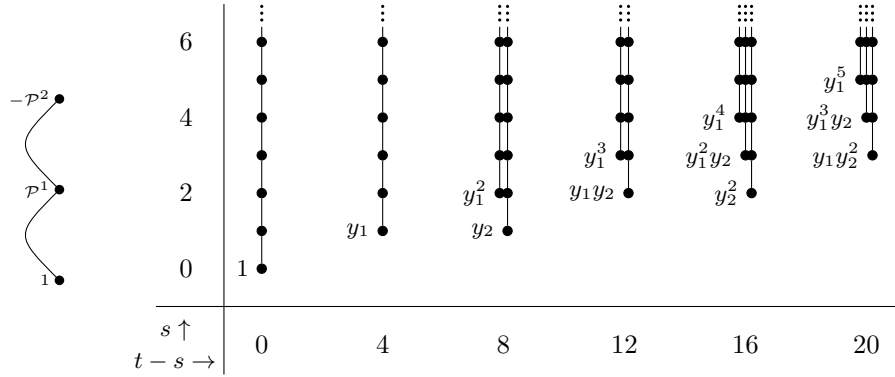 6
4
2
0
−𝒫²
𝒫¹
1
1
y₁
y₁²
y₂
y₁³
y₁y₂
y₁⁴
y₁²y₂
y₂²
y₁⁵
y₁³y₂
y₁y₂²
s ↑
t − s →
0 4 8 12 16 20